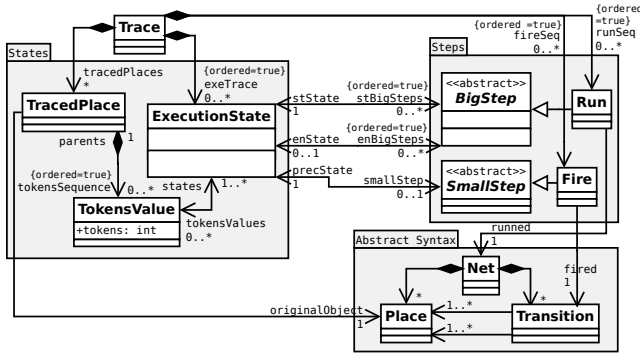 Trace
{ordered=true}
fireSeq
0..*
{ordered
=true}
runSeq
0..*
States
Steps
tracedPlaces
*
{ordered=true}
exeTrace
0..*
TracedPlace
ExecutionState
stState
1
{ordered=true}
stBigSteps
0..*
<<abstract>>
BigStep
Run
parents
1
enState
0..1
{ordered=true}
enBigSteps
0..*
{ordered=true}
tokensSequence
0..*
states
1..*
precState
1
smallStep
0..1
<<abstract>>
SmallStep
Fire
TokensValue
+tokens: int
tokensValues
0..*
runned
1
Abstract Syntax
Net
fired
1
originalObject
1
*
*
Place
1..*
1..*
Transition